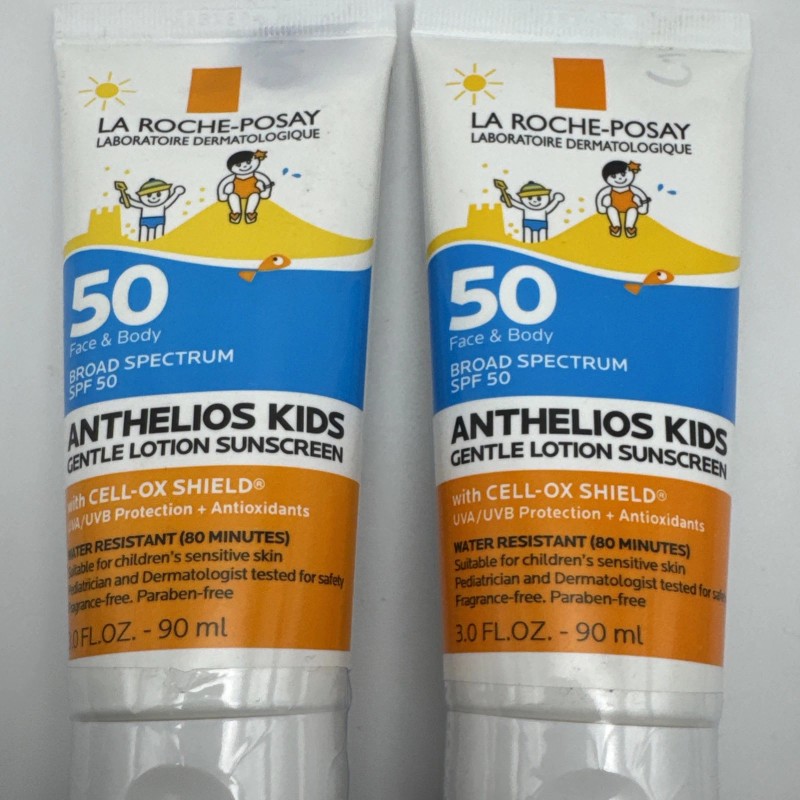 LA ROCHE-POSAY
LABORATOIRE DERMATOLOGIQUE
50
Face & Body
BROAD SPECTRUM
SPF 50
ANTHELIOS KIDS
GENTLE LOTION SUNSCREEN
with CELL-OX SHIELD®
UVA/UVB Protection + Antioxidants
WATER RESISTANT (80 MINUTES)
Suitable for children's sensitive skin
Pediatrician and Dermatologist tested for safety
Fragrance-free. Paraben-free
3.0 FL.OZ. - 90 ml
LA ROCHE-POSAY
LABORATOIRE DERMATOLOGIQUE
50
Face & Body
BROAD SPECTRUM
SPF 50
ANTHELIOS KIDS
GENTLE LOTION SUNSCREEN
with CELL-OX SHIELD®
UVA/UVB Protection + Antioxidants
WATER RESISTANT (80 MINUTES)
Suitable for children's sensitive skin
Pediatrician and Dermatologist tested for safe
Fragrance-free. Paraben-free
3.0 FL.OZ. - 90 ml